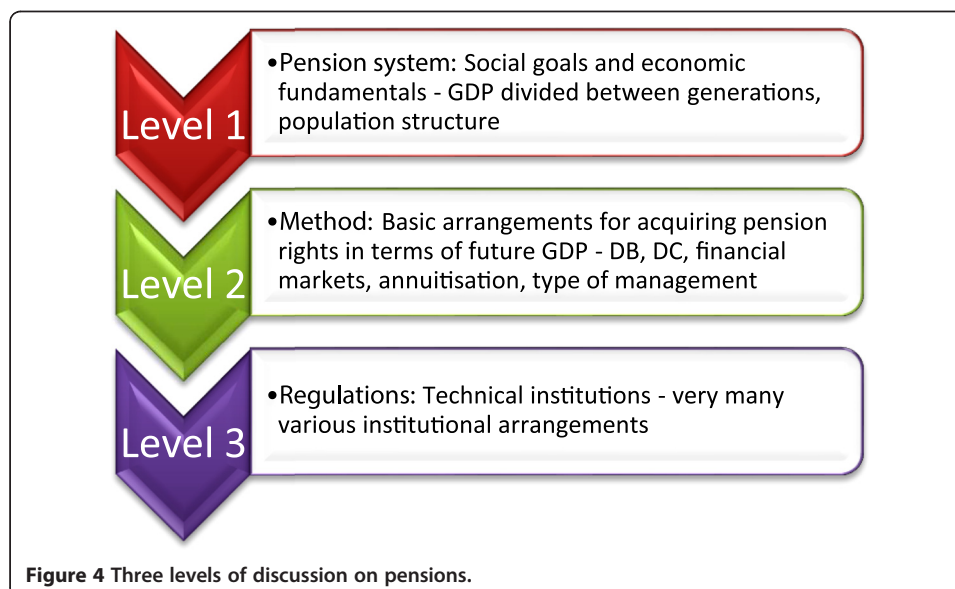 Level 1
•Pension system: Social goals and economic
fundamentals - GDP divided between generations,
population structure
Level 2
•Method: Basic arrangements for acquiring pension
rights in terms of future GDP - DB, DC, financial
markets, annuitisation, type of management
Level 3
•Regulations: Technical institutions - very many
various institutional arrangements
Figure 4 Three levels of discussion on pensions.